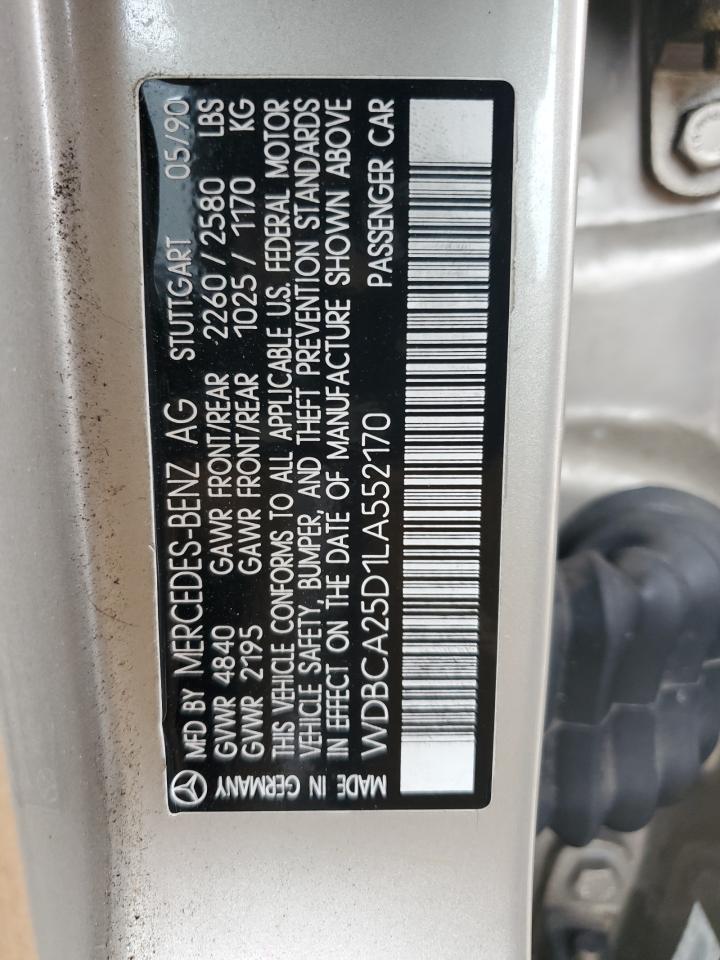 MFD BY MERCEDES-BENZ AG STUTTGART 05/90
GVWR 4840 GAWR FRONT/REAR 2260/2580 LBS
GVWR 2195 GAWR FRONT/REAR 1025/1170 KG
THIS VEHICLE CONFORMS TO ALL APPLICABLE U.S. FEDERAL MOTOR
VEHICLE SAFETY, BUMPER, AND THEFT PREVENTION STANDARDS
IN EFFECT ON THE DATE OF MANUFACTURE SHOWN ABOVE
WDBCA25D1LA552170 PASSENGER CAR
MADE IN GERMANY